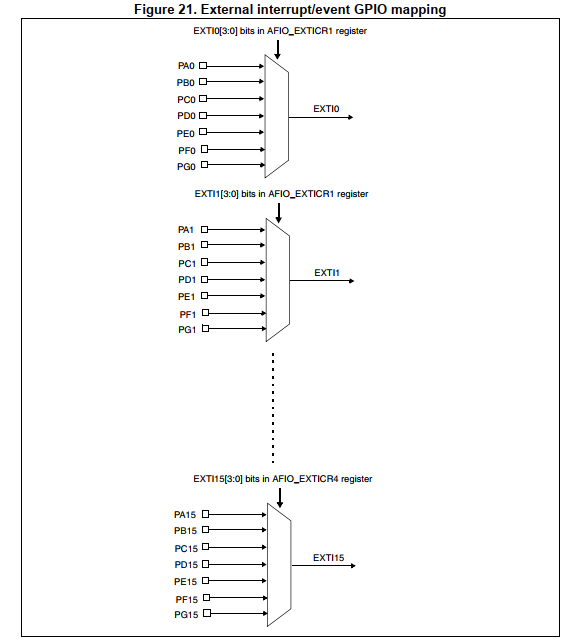 Figure 21. External interrupt/event GPIO mapping
EXTI0[3:0] bits in AFIO_EXTICR1 register
PA0
PB0
PC0
PD0
PE0
PF0
PG0
EXTI0
EXTI1[3:0] bits in AFIO_EXTICR1 register
PA1
PB1
PC1
PD1
PE1
PF1
PG1
EXTI1
EXTI15[3:0] bits in AFIO_EXTICR4 register
PA15
PB15
PC15
PD15
PE15
PF15
PG15
EXTI15